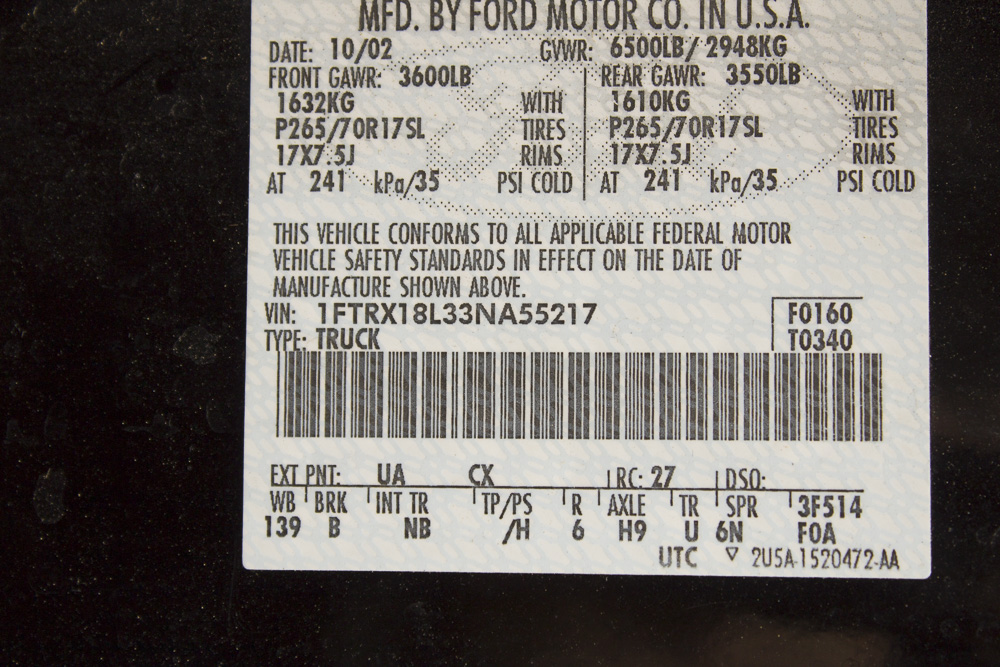 MFD. BY FORD MOTOR CO. IN U.S.A.
DATE: 10/02 GVWR: 6500LB/ 2948KG
FRONT GAWR: 3600LB REAR GAWR: 3550LB
1632KG WITH 1610KG WITH
P265/70R17SL TIRES P265/70R17SL TIRES
17X7.5J RIMS 17X7.5J RIMS
AT 241 kPa/35 PSI COLD AT 241 kPa/35 PSI COLD
THIS VEHICLE CONFORMS TO ALL APPLICABLE FEDERAL MOTOR
VEHICLE SAFETY STANDARDS IN EFFECT ON THE DATE OF
MANUFACTURE SHOWN ABOVE.
VIN: 1FTRX18L33NA55217 F0160
TYPE: TRUCK T0340
EXT PNT: UA CX RC: 27 DSO:
WB BRK INT TR TP/PS R AXLE TR SPR 3F514
139 B NB /H 6 H9 U 6N F0A
UTC ▽ 2U5A-1520472-AA